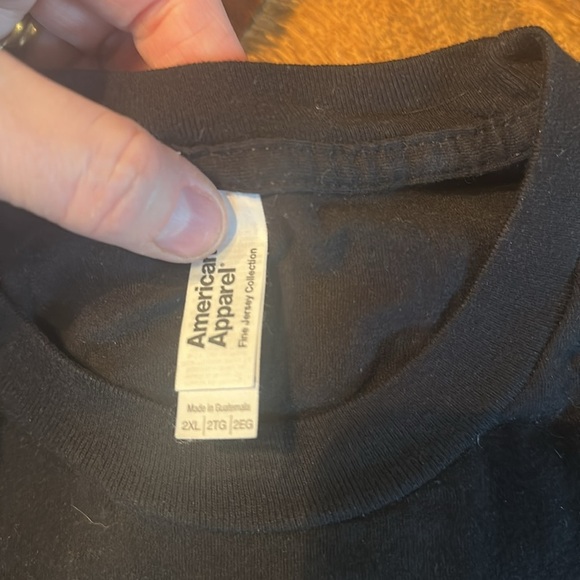 American
Apparel®
Fine Jersey Collection
Made in Guatemala
2XL | 2TG | 2EG